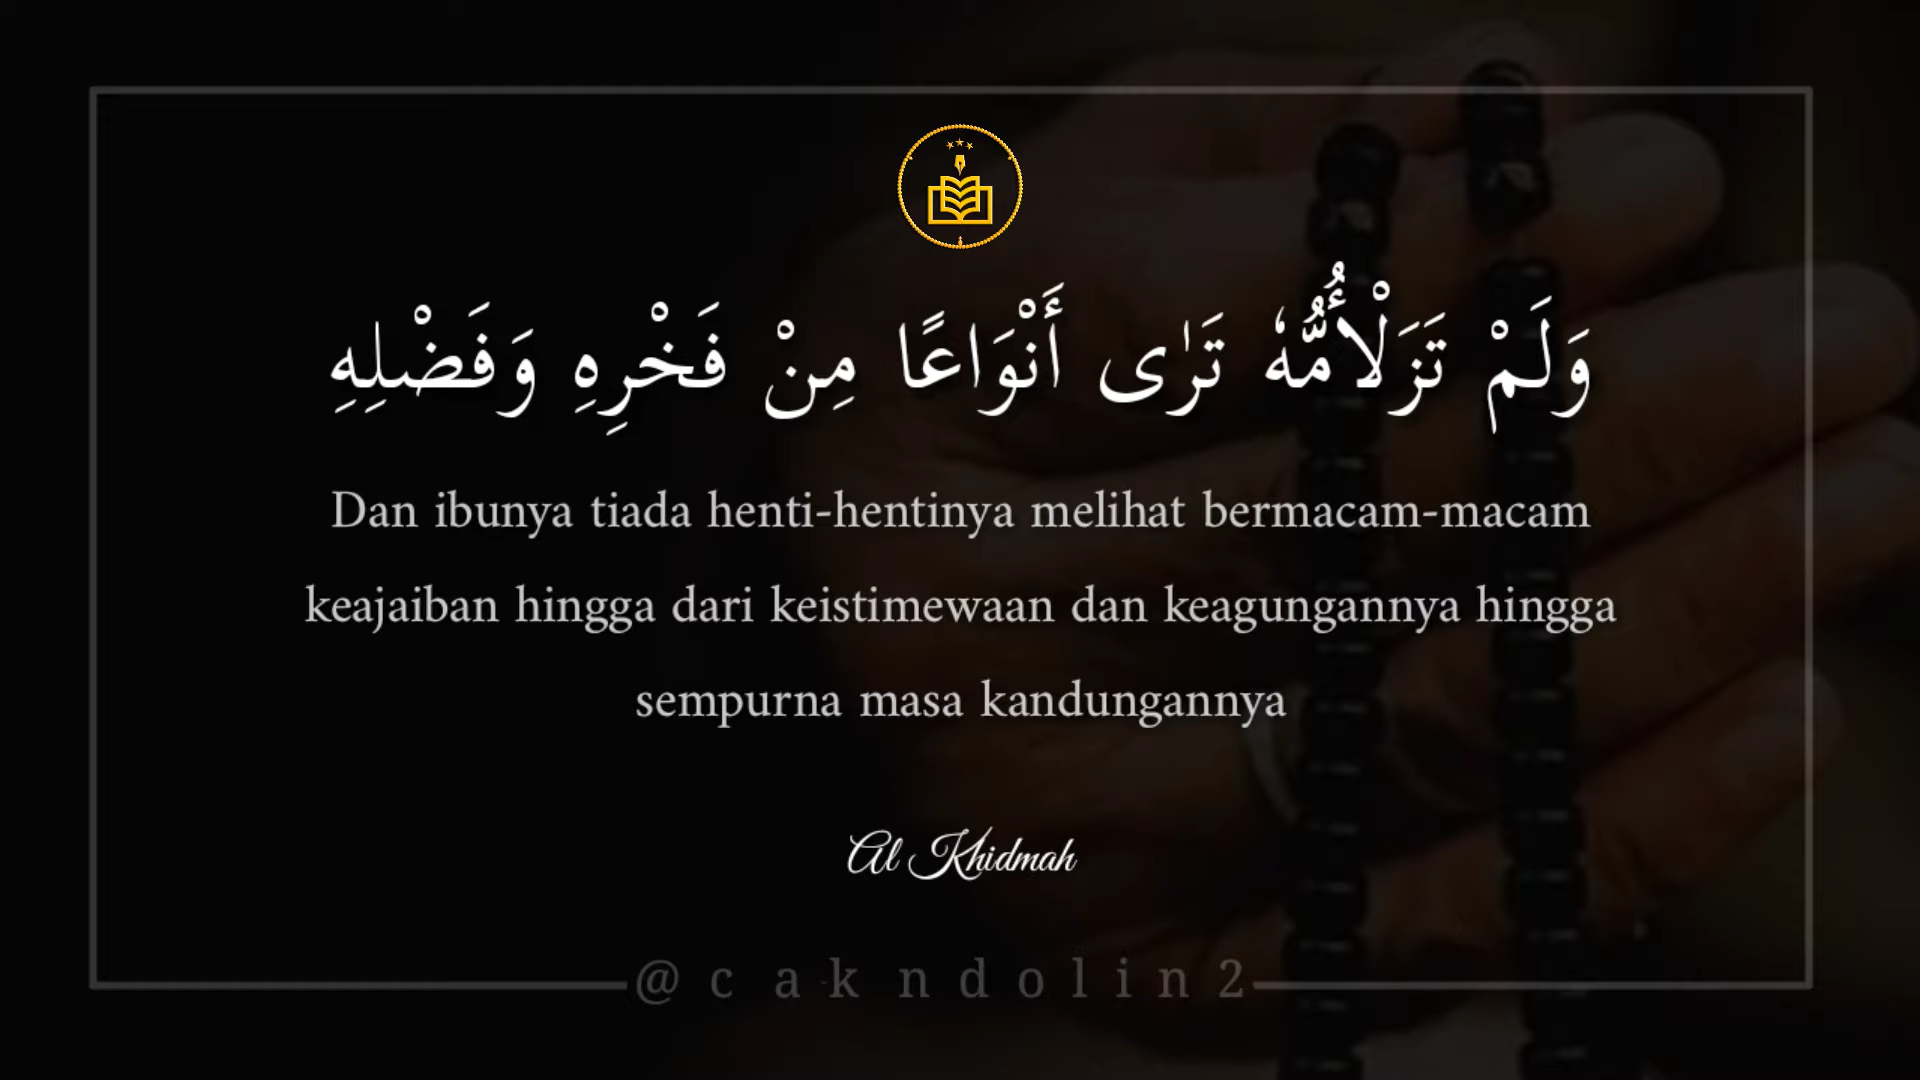 وَلَمْ تَزَلْأُمُّهٗ تَرٰى أَنْوَاعًا مِنْ فَخْرِهِ وَفَضْلِهِ
Dan ibunya tiada henti-hentinya melihat bermacam-macam
keajaiban hingga dari keistimewaan dan keagungannya hingga
sempurna masa kandungannya
Al Khidmah
@cakndolin2